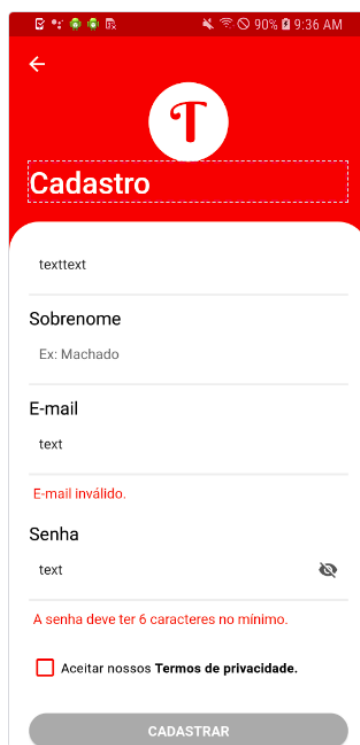 90% 9:36 AM
T
Cadastro
texttext
Sobrenome
Ex: Machado
E-mail
text
E-mail inválido.
Senha
text
A senha deve ter 6 caracteres no mínimo.
Aceitar nossos Termos de privacidade.
CADASTRAR